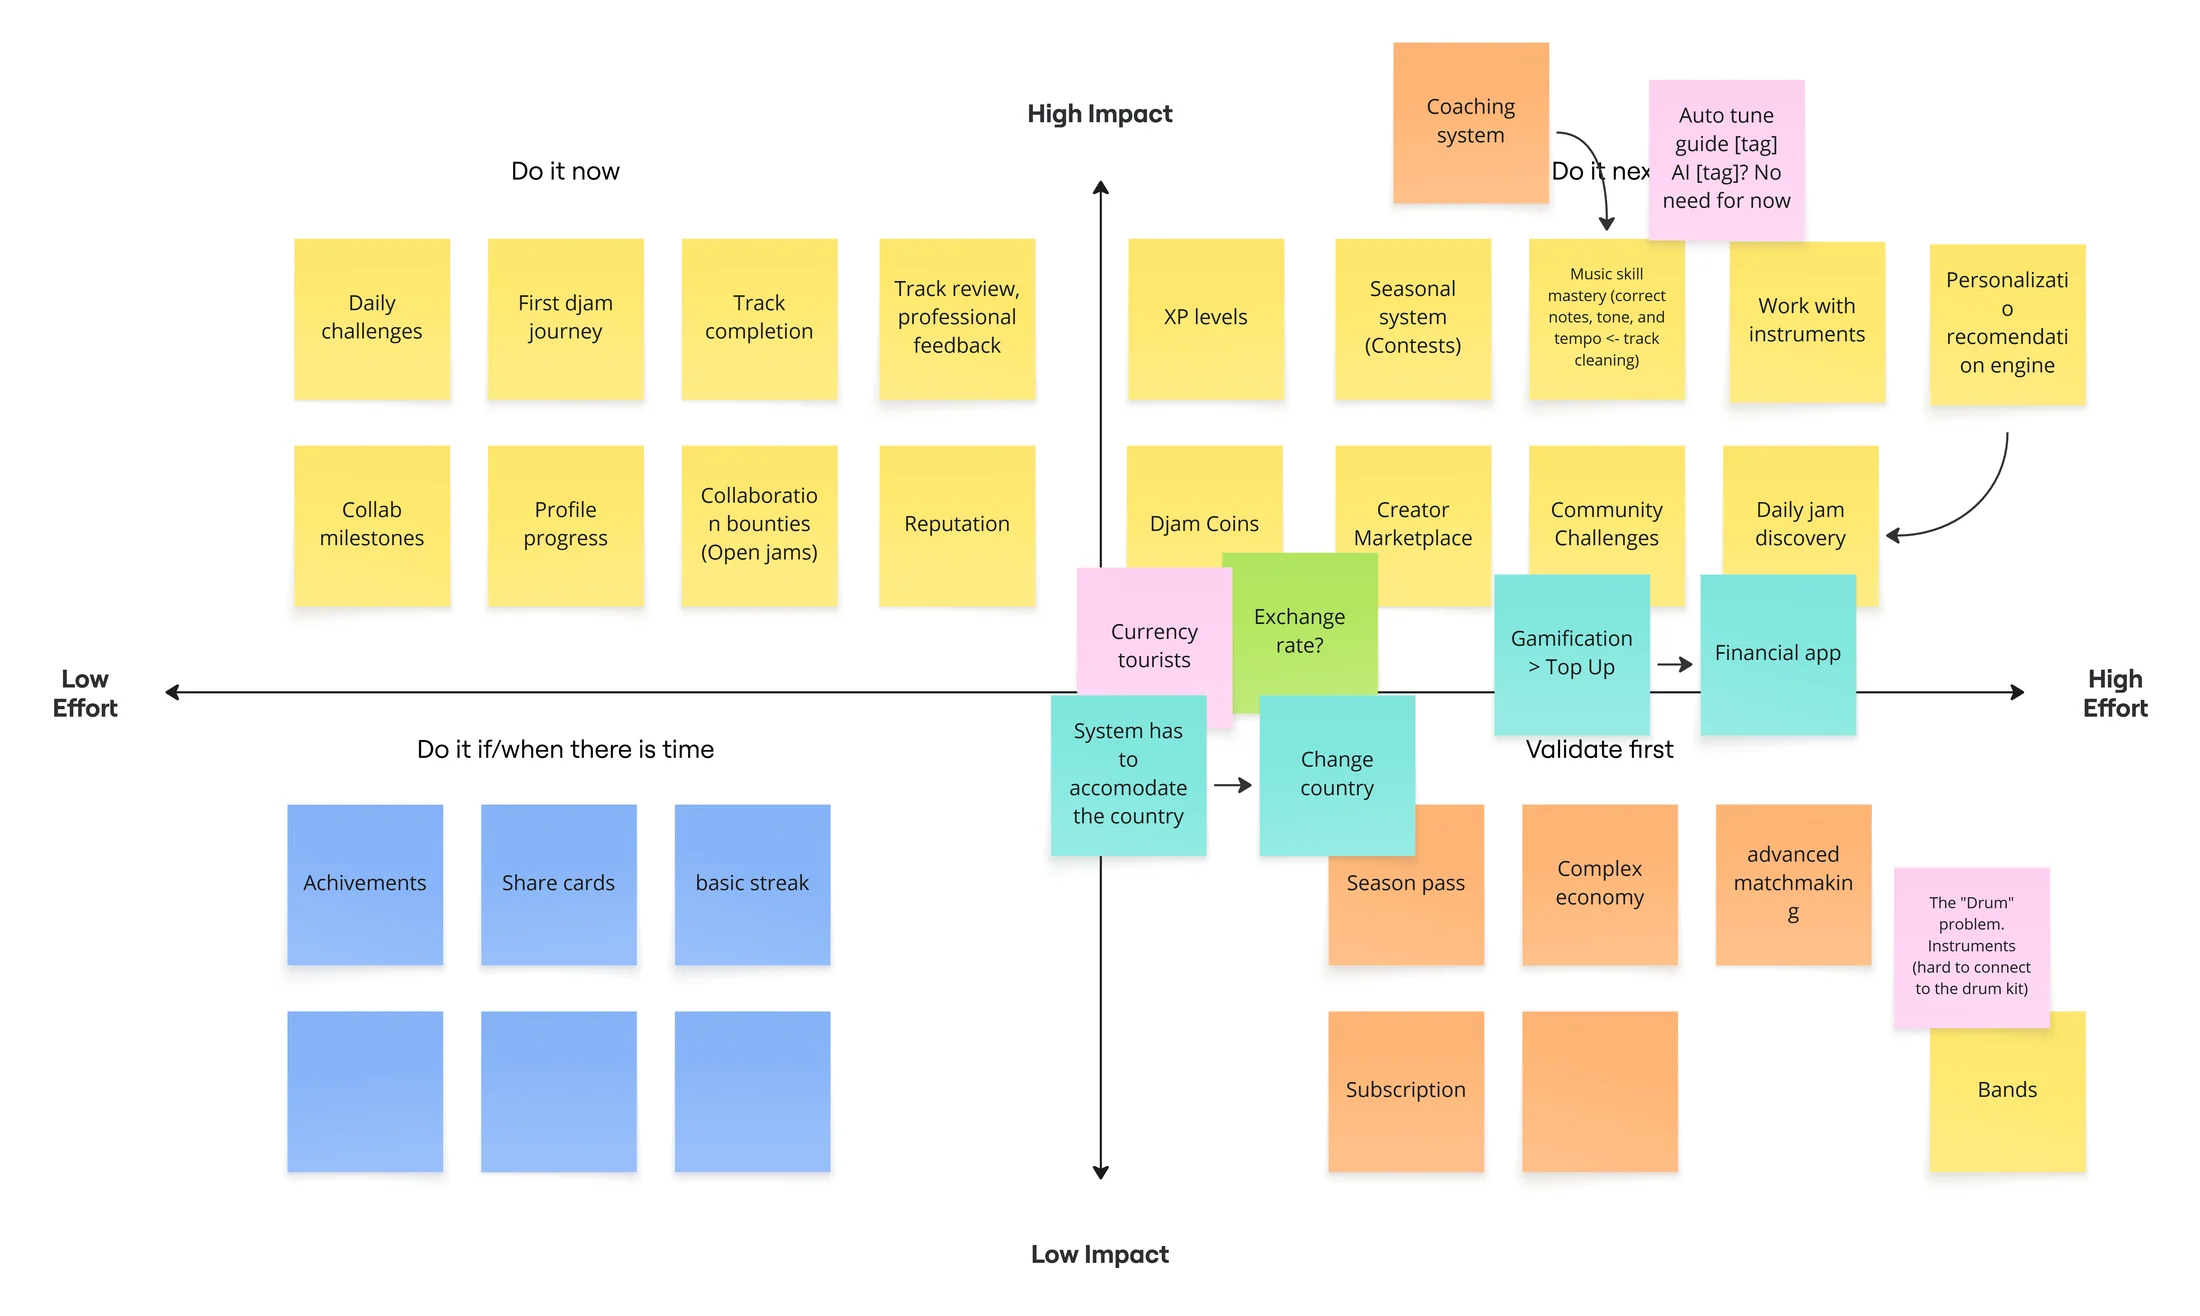 High Impact
Do it now
Coaching
system
Do it nex
Auto tune
guide [tag]
AI [tag]? No
need for now
Daily
challenges
First djam
journey
Track
completion
Track review,
professional
feedback
XP levels
Seasonal
system
(Contests)
Music skill
mastery (correct
notes, tone, and
tempo <- track
cleaning)
Work with
instruments
Personalizati
o
recomendati
on engine
Collab
milestones
Profile
progress
Collaboratio
n bounties
(Open jams)
Reputation
Djam Coins
Creator
Marketplace
Community
Challenges
Daily jam
discovery
Currency
tourists
Exchange
rate?
Gamification
> Top Up
Financial app
Low
Effort
High
Effort
Do it if/when there is time
System has
to
accomodate
the country
Change
country
Validate first
Achivements
Share cards
basic streak
Season pass
Complex
economy
advanced
matchmakin
g
The "Drum"
problem.
Instruments
(hard to connect
to the drum kit)
Subscription
Bands
Low Impact